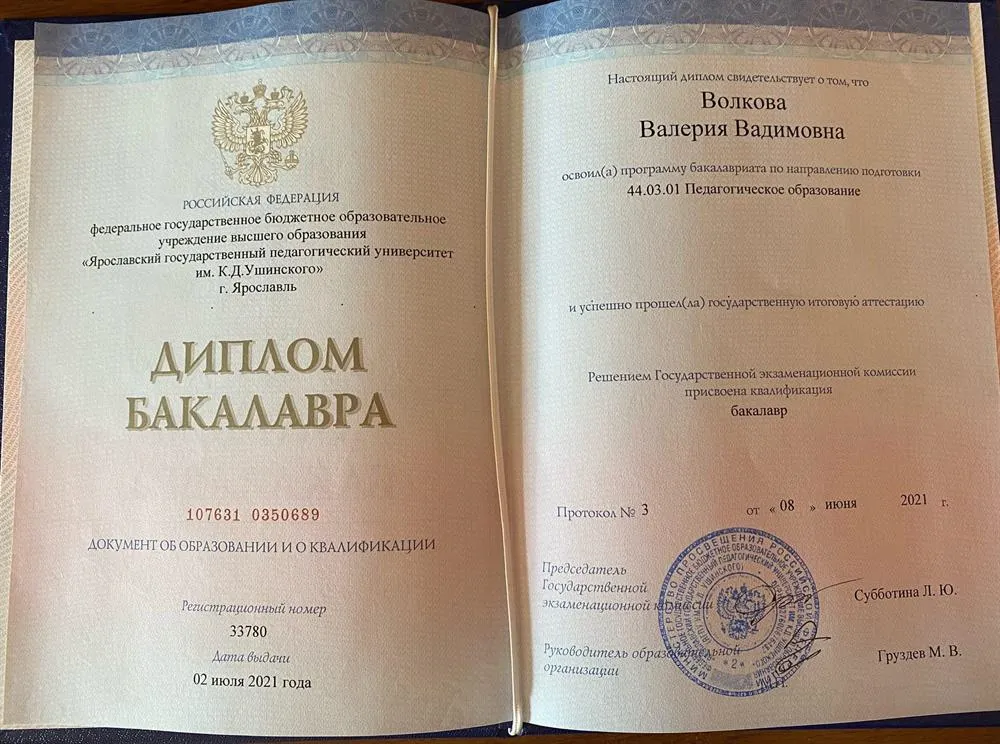 РОССИЙСКАЯ ФЕДЕРАЦИЯ
федеральное государственное бюджетное образовательное
учреждение высшего образования
«Ярославский государственный педагогический университет
им. К.Д.Ушинского»
г. Ярославль
ДИПЛОМ
БАКАЛАВРА
107631 0350689
ДОКУМЕНТ ОБ ОБРАЗОВАНИИ И О КВАЛИФИКАЦИИ
Регистрационный номер
33780
Дата выдачи
02 июля 2021 года
Настоящий диплом свидетельствует о том, что
Волкова
Валерия Вадимовна
освоил(а) программу бакалавриата по направлению подготовки
44.03.01 Педагогическое образование
и успешно прошел(ла) государственную итоговую аттестацию
Решением Государственной экзаменационной комиссии
присвоена квалификация
бакалавр
Протокол № 3 от « 08 » июня 2021 г.
Председатель
Государственной
экзаменационной комиссии
Субботина Л. Ю.
Руководитель образовательной
организации
Груздев М. В.